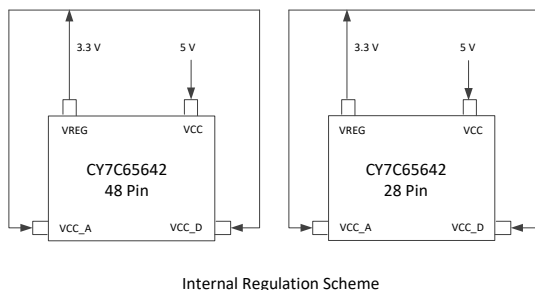 3.3 V
5 V
VREG
VCC
CY7C65642
48 Pin
VCC_A
VCC_D
3.3 V
5 V
VREG
VCC
CY7C65642
28 Pin
VCC_A
VCC_D
Internal Regulation Scheme